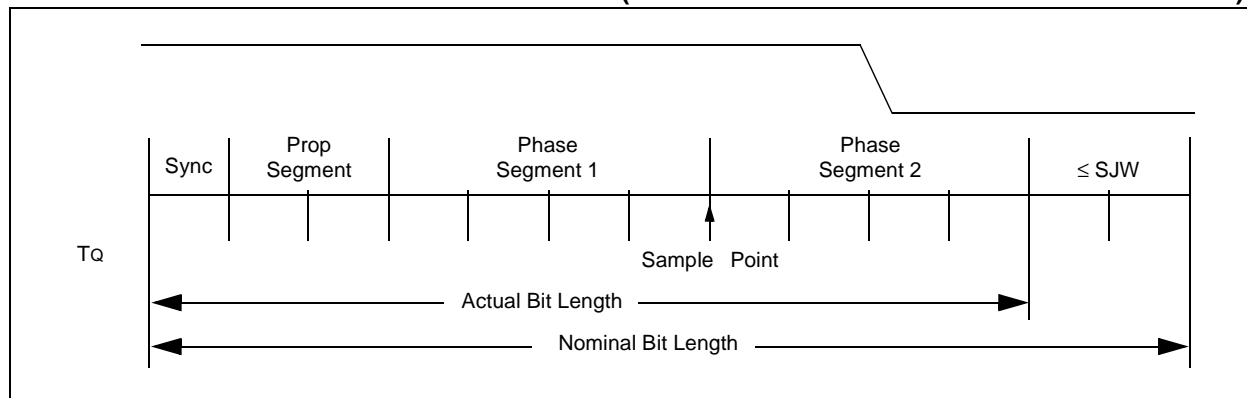 Sync
Prop
Segment
Phase
Segment 1
Phase
Segment 2
≤ SJW
TQ
Sample Point
Actual Bit Length
Nominal Bit Length